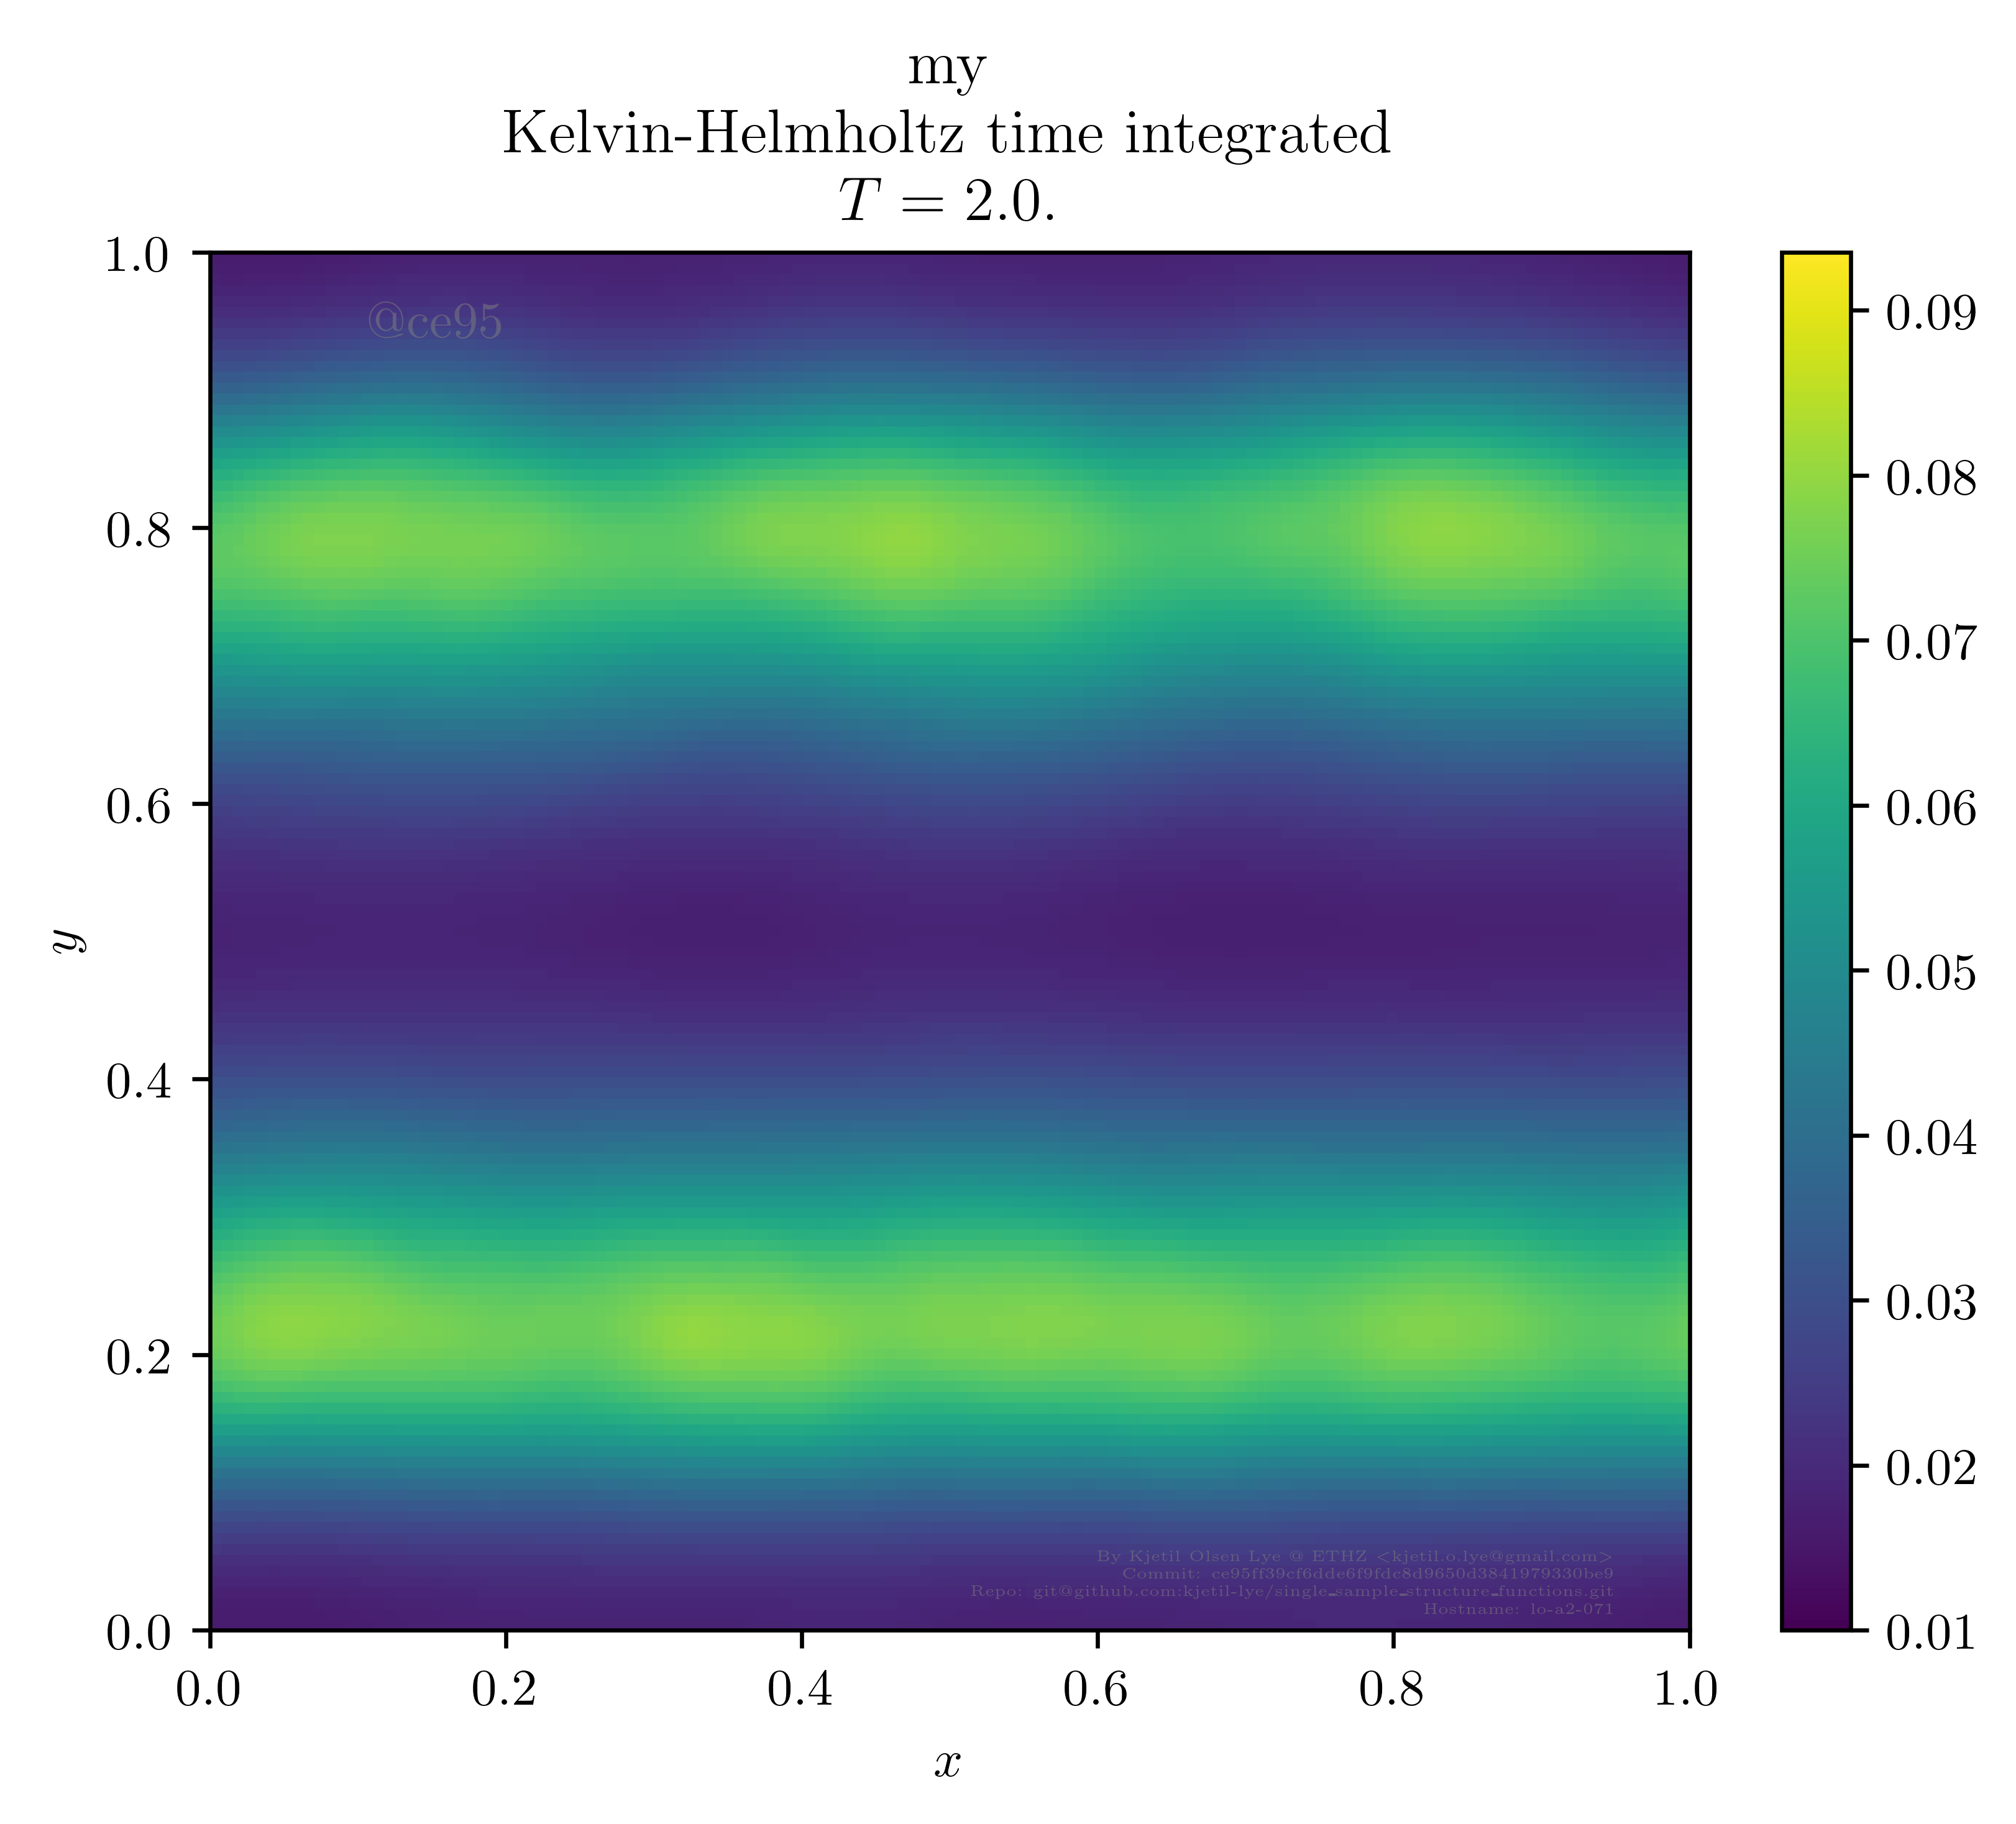 my
Kelvin-Helmholtz time integrated
T = 2.0.
1.0
0.8
0.6
0.4
0.2
0.0
y
@ce95
By Kjetil Olsen Lye @ ETHZ <kjetil.o.lye@gmail.com>
Commit: ce95ff39cf6dde6f9fdc8d9650d3841979330be9
Repo: git@github.com:kjetil-lye/single_sample_structure_functions.git
Hostname: lo-a2-071
0.0 0.2 0.4 0.6 0.8 1.0
x
0.09
0.08
0.07
0.06
0.05
0.04
0.03
0.02
0.01